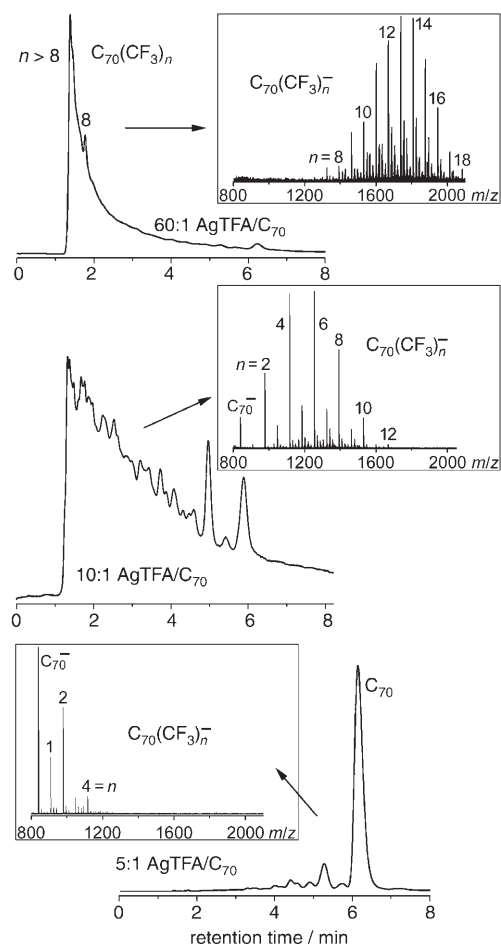 n > 8
C₇₀(CF₃)ₙ
8
60:1 AgTFA/C₇₀
0 2 4 6 8
C₇₀(CF₃)ₙ⁻
n = 8
10
12
14
16
18
800 1200 1600 2000 m/z
10:1 AgTFA/C₇₀
0 2 4 6 8
C₇₀⁻
n = 2
4
6
8
10
12
C₇₀(CF₃)ₙ⁻
800 1200 1600 2000 m/z
C₇₀⁻
1
2
4 = n
C₇₀(CF₃)ₙ⁻
800 1200 1600 2000 m/z
C₇₀
5:1 AgTFA/C₇₀
0 2 4 6 8
retention time / min